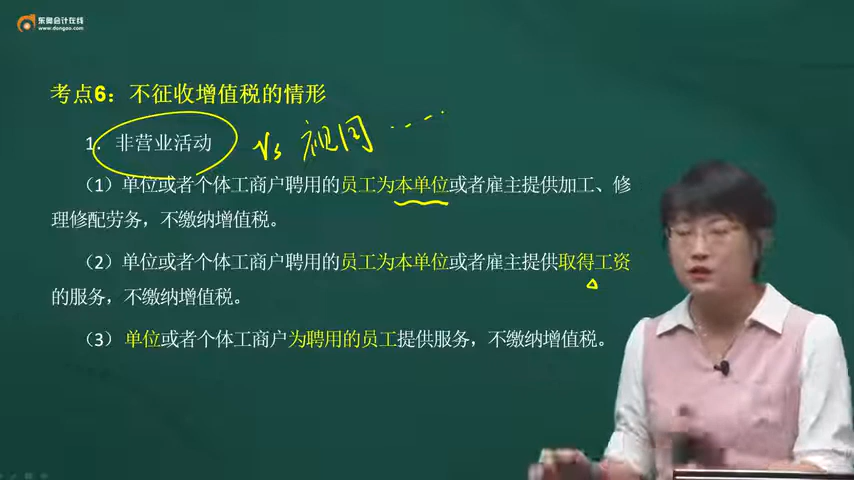 东奥会计在线
www.dongao.com
考点6：不征收增值税的情形
1. 非营业活动 Vs 视同 ····
（1）单位或者个体工商户聘用的员工为本单位或者雇主提供加工、修
理修配劳务，不缴纳增值税。
（2）单位或者个体工商户聘用的员工为本单位或者雇主提供取得工资
的服务，不缴纳增值税。
（3） 单位或者个体工商户为聘用的员工提供服务，不缴纳增值税。